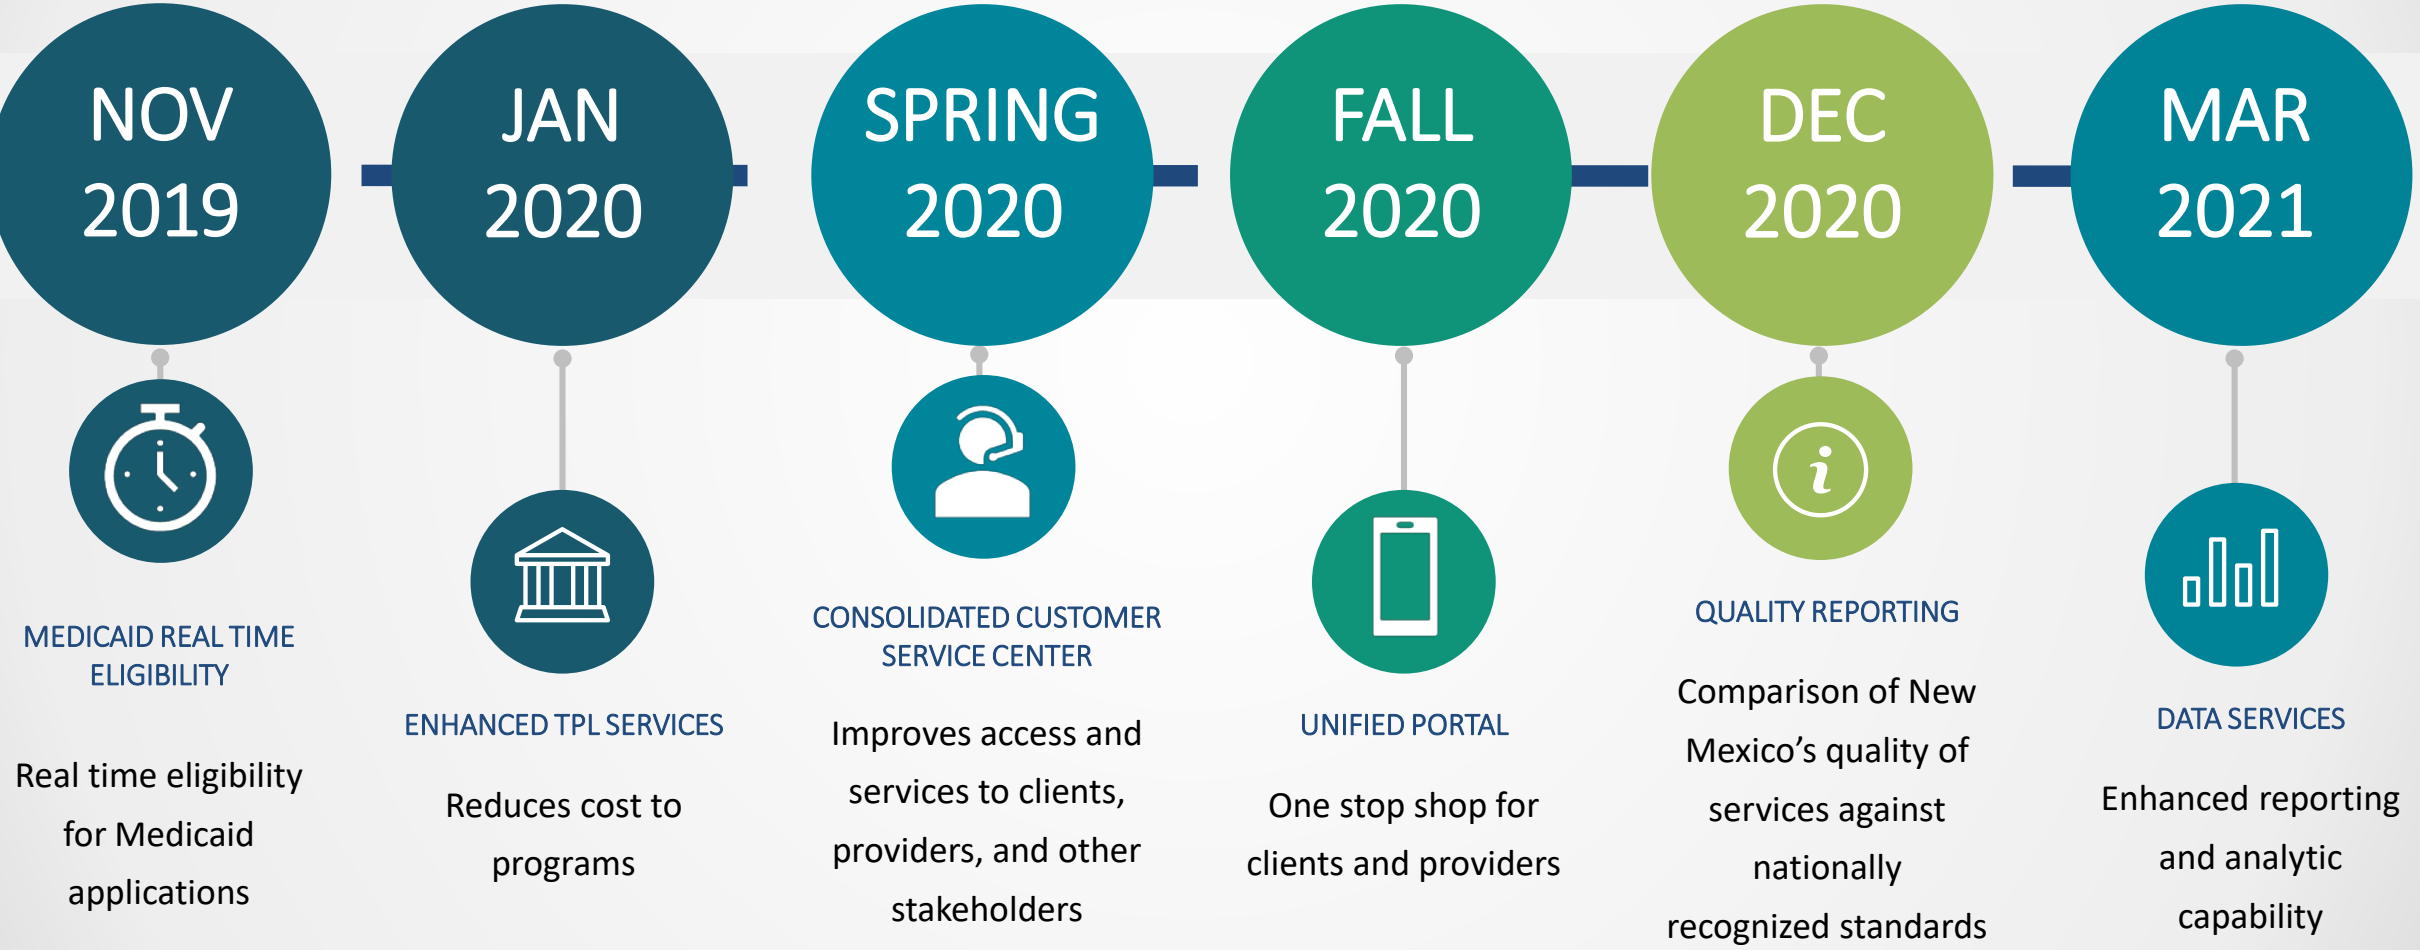 NOV
2019
MEDICAID REAL TIME
ELIGIBILITY
Real time eligibility
for Medicaid
applications
JAN
2020
ENHANCED TPL SERVICES
Reduces cost to
programs
SPRING
2020
CONSOLIDATED CUSTOMER
SERVICE CENTER
Improves access and
services to clients,
providers, and other
stakeholders
FALL
2020
UNIFIED PORTAL
One stop shop for
clients and providers
DEC
2020
i
QUALITY REPORTING
Comparison of New
Mexico’s quality of
services against
nationally
recognized standards
MAR
2021
DATA SERVICES
Enhanced reporting
and analytic
capability